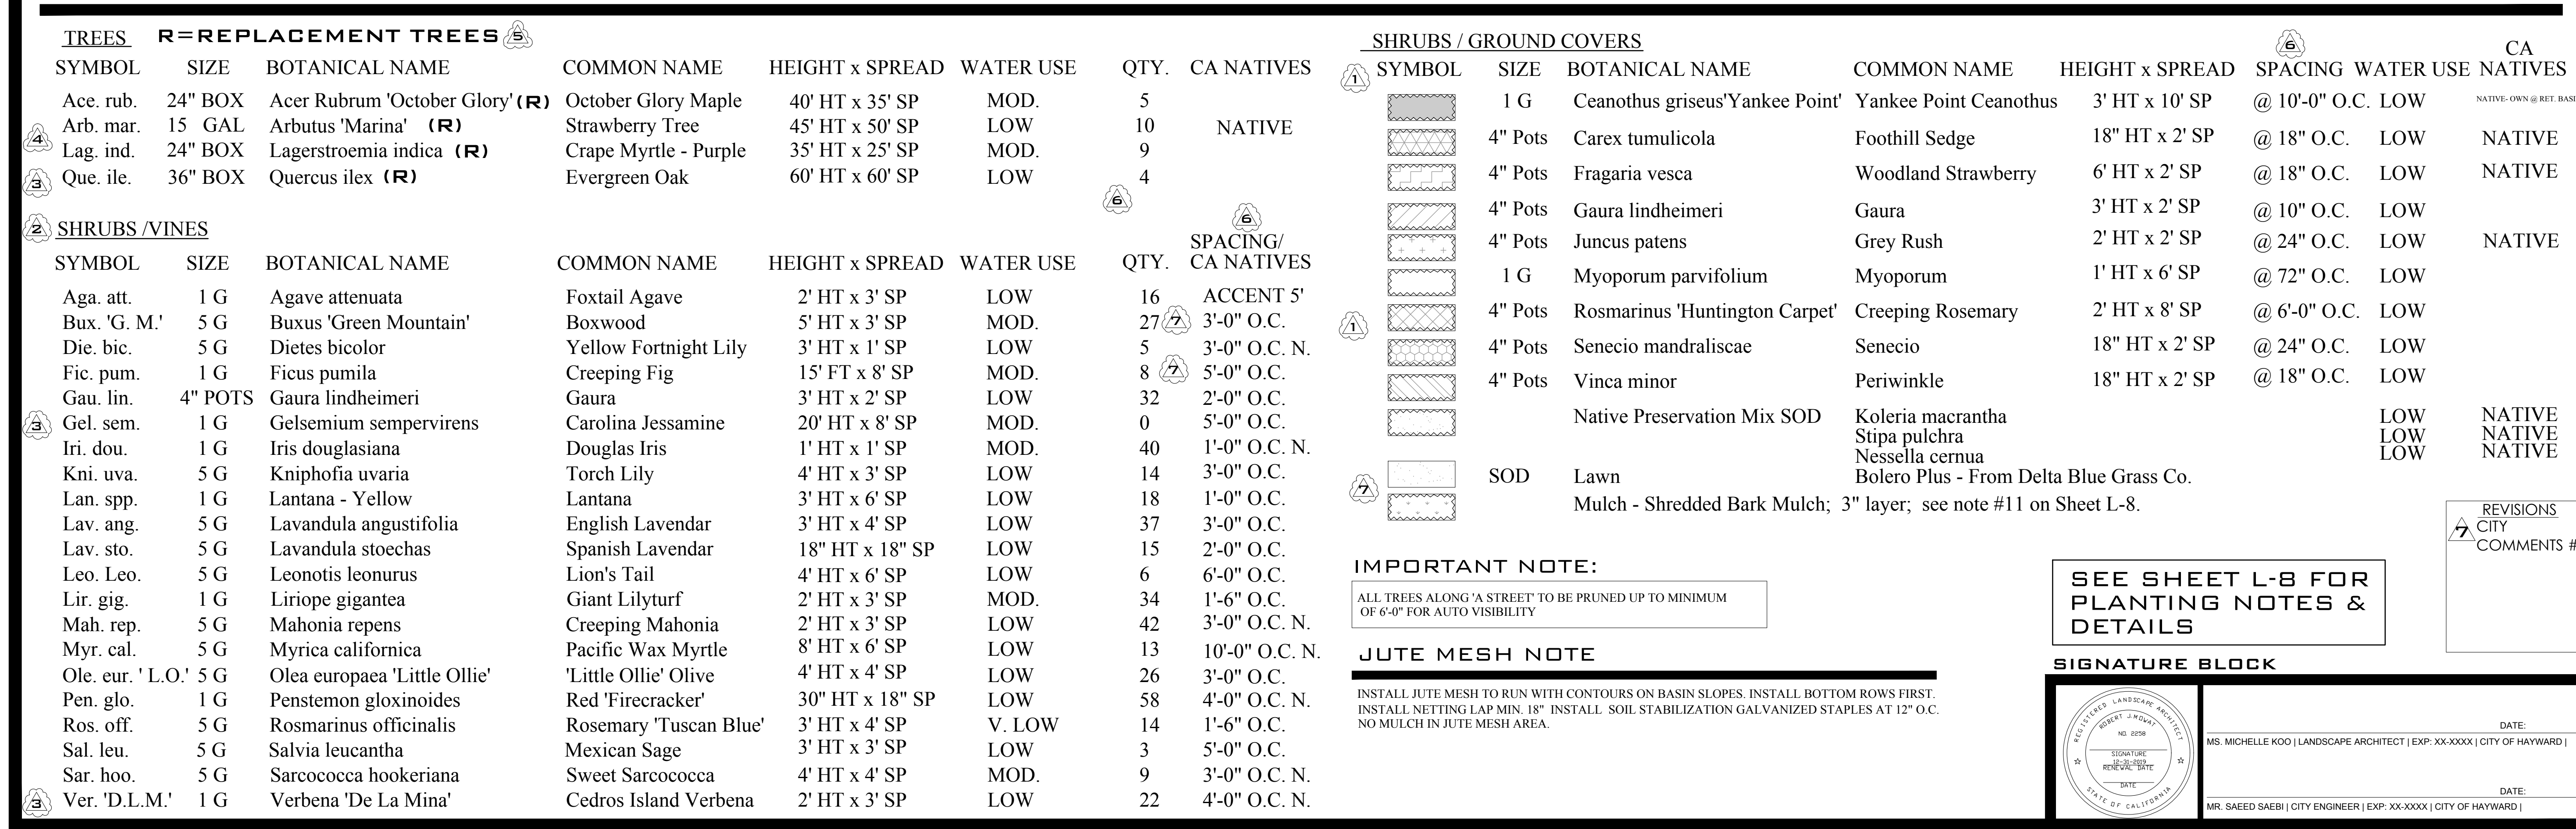 TREES R=REPLACEMENT TREES 5
SYMBOL SIZE BOTANICAL NAME COMMON NAME HEIGHT x SPREAD WATER USE QTY. CA NATIVES
Ace. rub. 24" BOX Acer Rubrum 'October Glory' (R) October Glory Maple 40' HT x 35' SP MOD. 5
4 Arb. mar. 15 GAL Arbutus 'Marina' (R) Strawberry Tree 45' HT x 50' SP LOW 10 NATIVE
Lag. ind. 24" BOX Lagerstroemia indica (R) Crape Myrtle - Purple 35' HT x 25' SP MOD. 9
3 Que. ile. 36" BOX Quercus ilex (R) Evergreen Oak 60' HT x 60' SP LOW 4
6
2 SHRUBS /VINES 6
SYMBOL SIZE BOTANICAL NAME COMMON NAME HEIGHT x SPREAD WATER USE QTY. SPACING/ CA NATIVES
Aga. att. 1 G Agave attenuata Foxtail Agave 2' HT x 3' SP LOW 16 ACCENT 5'
Bux. 'G. M.' 5 G Buxus 'Green Mountain' Boxwood 5' HT x 3' SP MOD. 27 7 3'-0" O.C.
Die. bic. 5 G Dietes bicolor Yellow Fortnight Lily 3' HT x 1' SP LOW 5 3'-0" O.C. N.
Fic. pum. 1 G Ficus pumila Creeping Fig 15' FT x 8' SP MOD. 8 7 5'-0" O.C.
Gau. lin. 4" POTS Gaura lindheimeri Gaura 3' HT x 2' SP LOW 32 2'-0" O.C.
3 Gel. sem. 1 G Gelsemium sempervirens Carolina Jessamine 20' HT x 8' SP MOD. 0 5'-0" O.C.
Iri. dou. 1 G Iris douglasiana Douglas Iris 1' HT x 1' SP MOD. 40 1'-0" O.C. N.
Kni. uva. 5 G Kniphofia uvaria Torch Lily 4' HT x 3' SP LOW 14 3'-0" O.C.
Lan. spp. 1 G Lantana - Yellow Lantana 3' HT x 6' SP LOW 18 1'-0" O.C.
Lav. ang. 5 G Lavandula angustifolia English Lavendar 3' HT x 4' SP LOW 37 3'-0" O.C.
Lav. sto. 5 G Lavandula stoechas Spanish Lavendar 18" HT x 18" SP LOW 15 2'-0" O.C.
Leo. Leo. 5 G Leonotis leonurus Lion's Tail 4' HT x 6' SP LOW 6 6'-0" O.C.
Lir. gig. 1 G Liriope gigantea Giant Lilyturf 2' HT x 3' SP MOD. 34 1'-6" O.C.
Mah. rep. 5 G Mahonia repens Creeping Mahonia 2' HT x 3' SP LOW 42 3'-0" O.C. N.
Myr. cal. 5 G Myrica californica Pacific Wax Myrtle 8' HT x 6' SP LOW 13 10'-0" O.C. N.
Ole. eur. ' L.O.' 5 G Olea europaea 'Little Ollie' 'Little Ollie' Olive 4' HT x 4' SP LOW 26 3'-0" O.C.
Pen. glo. 1 G Penstemon gloxinoides Red 'Firecracker' 30" HT x 18" SP LOW 58 4'-0" O.C. N.
Ros. off. 5 G Rosmarinus officinalis Rosemary 'Tuscan Blue' 3' HT x 4' SP V. LOW 14 1'-6" O.C.
Sal. leu. 5 G Salvia leucantha Mexican Sage 3' HT x 3' SP LOW 3 5'-0" O.C.
Sar. hoo. 5 G Sarcococca hookeriana Sweet Sarcococca 4' HT x 4' SP MOD. 9 3'-0" O.C. N.
3 Ver. 'D.L.M.' 1 G Verbena 'De La Mina' Cedros Island Verbena 2' HT x 3' SP LOW 22 4'-0" O.C. N.
SHRUBS / GROUND COVERS 6
1 SYMBOL SIZE BOTANICAL NAME COMMON NAME HEIGHT x SPREAD SPACING WATER USE CA NATIVES
1 G Ceanothus griseus'Yankee Point' Yankee Point Ceanothus 3' HT x 10' SP @ 10'-0" O.C. LOW NATIVE- OWN @ RET. BASI
4" Pots Carex tumulicola Foothill Sedge 18" HT x 2' SP @ 18" O.C. LOW NATIVE
4" Pots Fragaria vesca Woodland Strawberry 6' HT x 2' SP @ 18" O.C. LOW NATIVE
4" Pots Gaura lindheimeri Gaura 3' HT x 2' SP @ 10" O.C. LOW
4" Pots Juncus patens Grey Rush 2' HT x 2' SP @ 24" O.C. LOW NATIVE
1 G Myoporum parvifolium Myoporum 1' HT x 6' SP @ 72" O.C. LOW
1 4" Pots Rosmarinus 'Huntington Carpet' Creeping Rosemary 2' HT x 8' SP @ 6'-0" O.C. LOW
4" Pots Senecio mandraliscae Senecio 18" HT x 2' SP @ 24" O.C. LOW
4" Pots Vinca minor Periwinkle 18" HT x 2' SP @ 18" O.C. LOW
Native Preservation Mix SOD Koleria macrantha LOW NATIVE
Stipa pulchra LOW NATIVE
Nessella cernua LOW NATIVE
7 SOD Lawn Bolero Plus - From Delta Blue Grass Co.
Mulch - Shredded Bark Mulch; 3" layer; see note #11 on Sheet L-8.
REVISIONS
7 CITY
COMMENTS #
IMPORTANT NOTE:
ALL TREES ALONG 'A STREET' TO BE PRUNED UP TO MINIMUM
OF 6'-0" FOR AUTO VISIBILITY
JUTE MESH NOTE
INSTALL JUTE MESH TO RUN WITH CONTOURS ON BASIN SLOPES. INSTALL BOTTOM ROWS FIRST.
INSTALL NETTING LAP MIN. 18" INSTALL SOIL STABILIZATION GALVANIZED STAPLES AT 12" O.C.
NO MULCH IN JUTE MESH AREA.
SEE SHEET L-8 FOR
PLANTING NOTES &
DETAILS
SIGNATURE BLOCK
REGISTERED LANDSCAPE ARCHITECT
ROBERT J.MOWAT
NO. 2258
SIGNATURE
12-31-2019
RENEWAL DATE
DATE
STATE OF CALIFORNIA
DATE:
MS. MICHELLE KOO | LANDSCAPE ARCHITECT | EXP: XX-XXXX | CITY OF HAYWARD |
DATE:
MR. SAEED SAEBI | CITY ENGINEER | EXP: XX-XXXX | CITY OF HAYWARD |